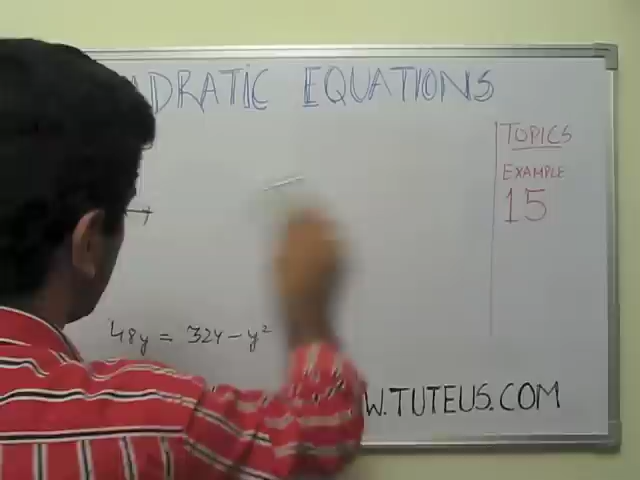 ADRATIC EQUATIONS
TOPICS
EXAMPLE
15
48y = 324 - y²
W.TUTEUS.COM